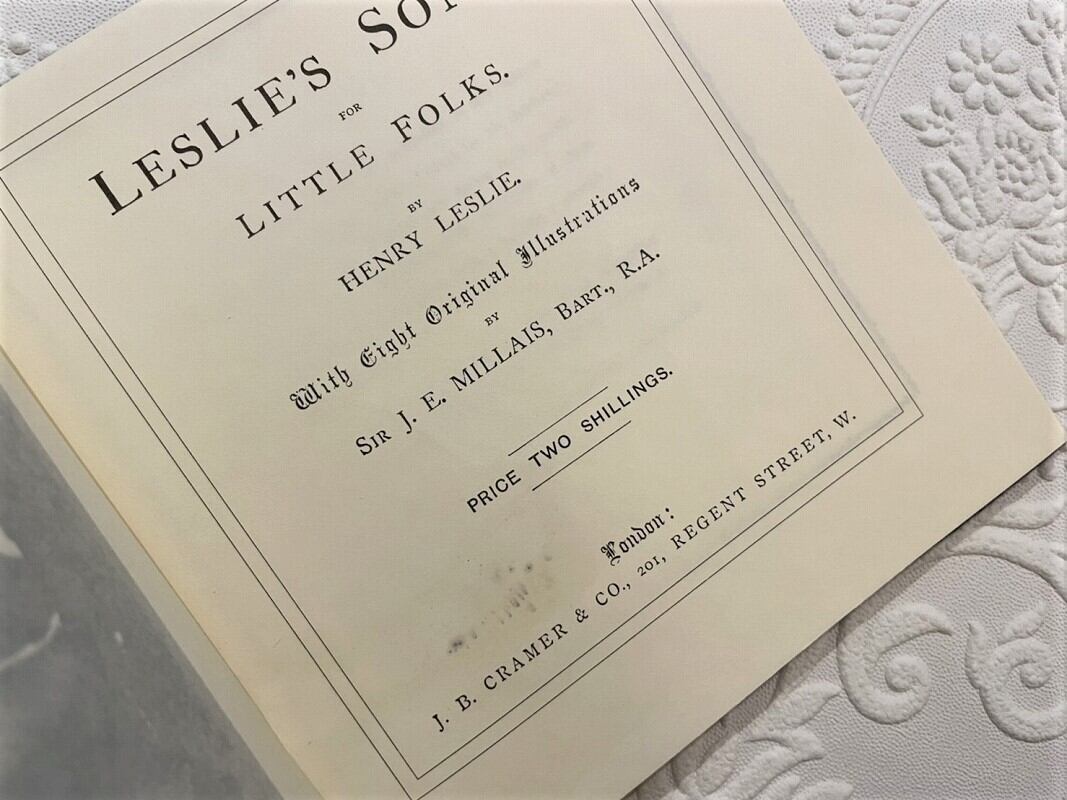 LESLIE'S
FOR
LITTLE FOLKS.
BY
HENRY LESLIE.
With Eight Original Illustrations
BY
SIR J. E. MILLAIS, BART., R.A.
PRICE TWO SHILLINGS.
London:
J. B. CRAMER & CO., 201, REGENT STREET, W.